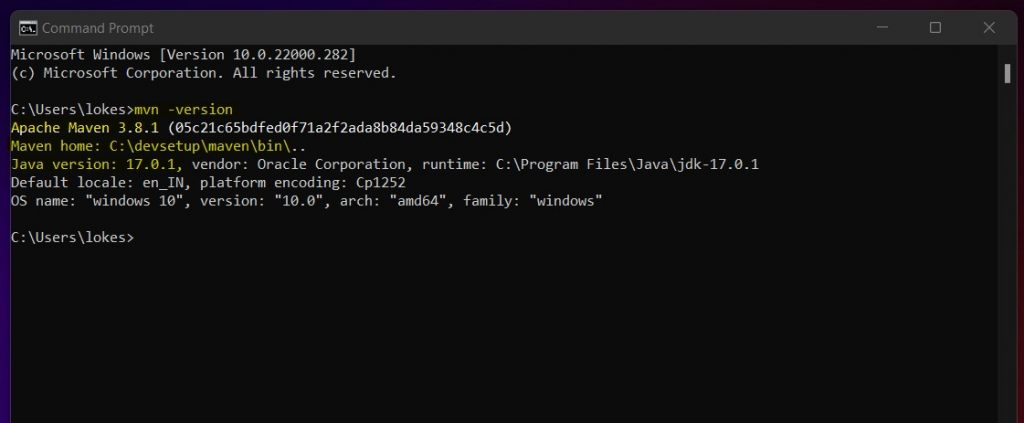 Command Prompt
Microsoft Windows [Version 10.0.22000.282]
(c) Microsoft Corporation. All rights reserved.
C:\Users\lokes>mvn -version
Apache Maven 3.8.1 (05c21c65bdfed0f71a2f2ada8b84da59348c4c5d)
Maven home: C:\devsetup\maven\bin\..
Java version: 17.0.1, vendor: Oracle Corporation, runtime: C:\Program Files\Java\jdk-17.0.1
Default locale: en_IN, platform encoding: Cp1252
OS name: "windows 10", version: "10.0", arch: "amd64", family: "windows"
C:\Users\lokes>